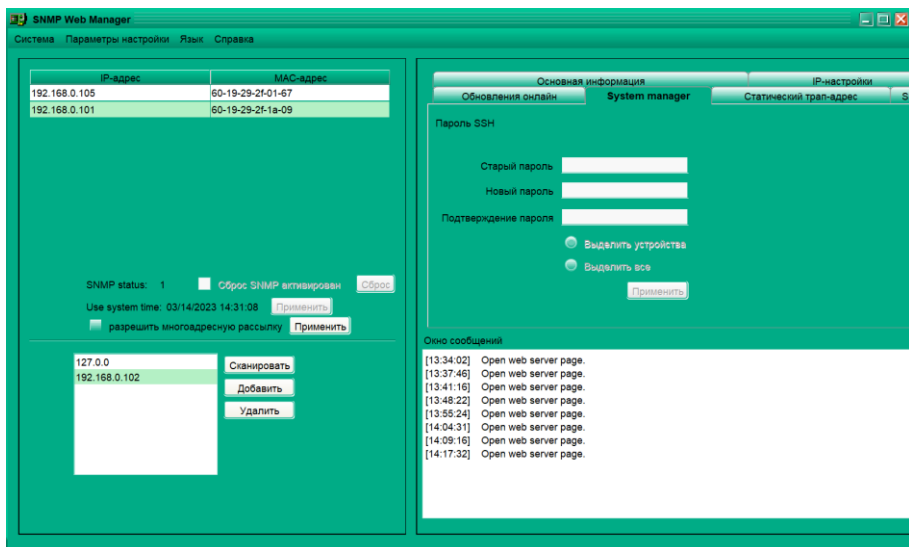 SNMP Web Manager
Система Параметры настройки Язык Справка
IP-адрес MAC-адрес
192.168.0.105 60-19-29-2f-01-67
192.168.0.101 60-19-29-2f-1a-09
SNMP status: 1 Сброс SNMP активирован Сброс
Use system time: 03/14/2023 14:31:08 Применить
разрешить многоадресную рассылку Применить
127.0.0
192.168.0.102
Сканировать
Добавить
Удалить
Основная информация IP-настройки
Обновления онлайн System manager Статический трап-адрес S
Пароль SSH
Старый пароль
Новый пароль
Подтверждение пароля
Выделить устройства
Выделить все
Применить
Окно сообщений
[13:34:02] Open web server page.
[13:37:46] Open web server page.
[13:41:16] Open web server page.
[13:48:22] Open web server page.
[13:55:24] Open web server page.
[14:04:31] Open web server page.
[14:09:16] Open web server page.
[14:17:32] Open web server page.